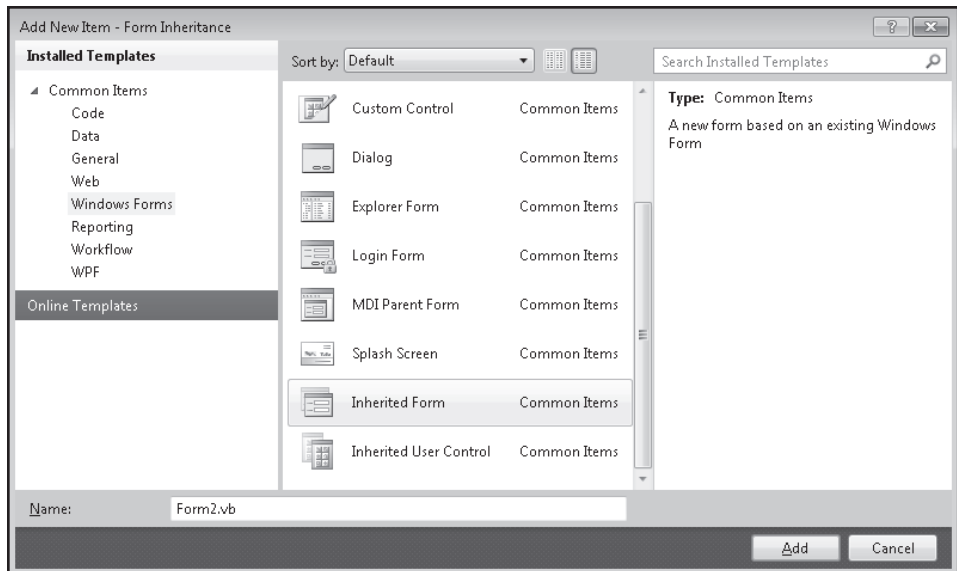 Add New Item - Form Inheritance
Installed Templates
Common Items
Code
Data
General
Web
Windows Forms
Reporting
Workflow
WPF
Online Templates
Sort by: Default
Custom Control Common Items
Dialog Common Items
Explorer Form Common Items
Login Form Common Items
MDI Parent Form Common Items
Splash Screen Common Items
Inherited Form Common Items
Inherited User Control Common Items
Search Installed Templates
Type: Common Items
A new form based on an existing Windows
Form
Name: Form2.vb
Add Cancel